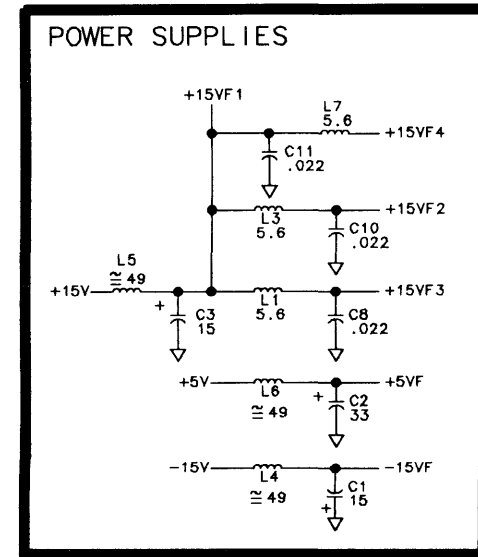 POWER SUPPLIES
+15VF1
L7
5.6
+15VF4
C11
.022
+15VF2
L3
5.6
C10
.022
L5
≅ 49
+15V
+15VF3
L1
5.6
+
C3
15
C8
.022
+5V
+5VF
L6
≅ 49
+
C2
33
-15V
-15VF
L4
≅ 49
C1
15
+